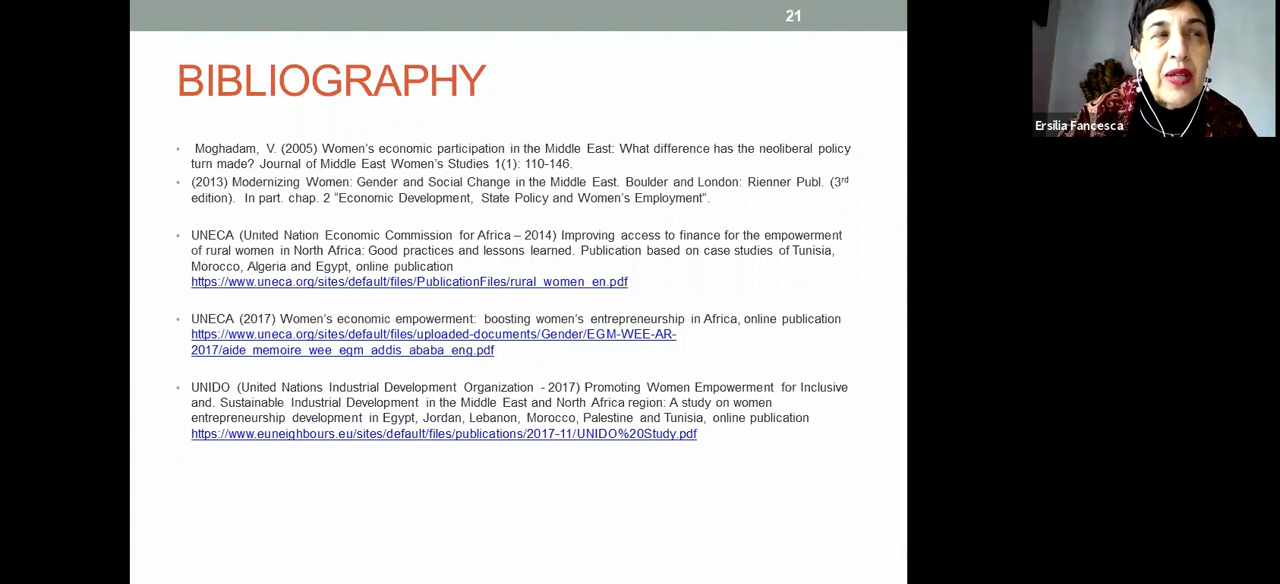 21
BIBLIOGRAPHY
Moghadam, V. (2005) Women's economic participation in the Middle East: What difference has the neoliberal policy
turn made? Journal of Middle East Women's Studies 1(1): 110-146.
(2013) Modernizing Women: Gender and Social Change in the Middle East. Boulder and London: Rienner Publ. (3rd
edition). In part. chap. 2 “Economic Development, State Policy and Women's Employment”.
UNECA (United Nation Economic Commission for Africa – 2014) Improving access to finance for the empowerment
of rural women in North Africa: Good practices and lessons learned. Publication based on case studies of Tunisia,
Morocco, Algeria and Egypt, online publication
https://www.uneca.org/sites/default/files/PublicationFiles/rural_women_en.pdf
UNECA (2017) Women's economic empowerment: boosting women's entrepreneurship in Africa, online publication
https://www.uneca.org/sites/default/files/uploaded-documents/Gender/EGM-WEE-AR-
2017/aide_memoire_wee_egm_addis_ababa_eng.pdf
UNIDO (United Nations Industrial Development Organization - 2017) Promoting Women Empowerment for Inclusive
and. Sustainable Industrial Development in the Middle East and North Africa region: A study on women
entrepreneurship development in Egypt, Jordan, Lebanon, Morocco, Palestine and Tunisia, online publication
https://www.euneighbours.eu/sites/default/files/publications/2017-11/UNIDO%20Study.pdf
Ersilia Fancesca